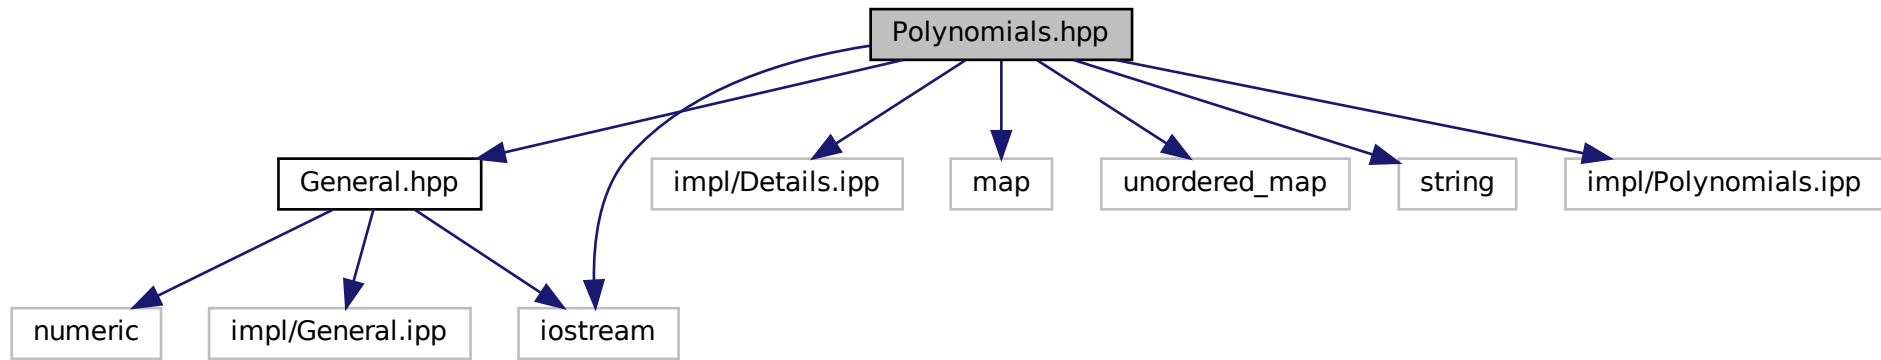 Polynomials.hpp
General.hpp
impl/Details.ipp
map
unordered_map
string
impl/Polynomials.ipp
numeric
impl/General.ipp
iostream